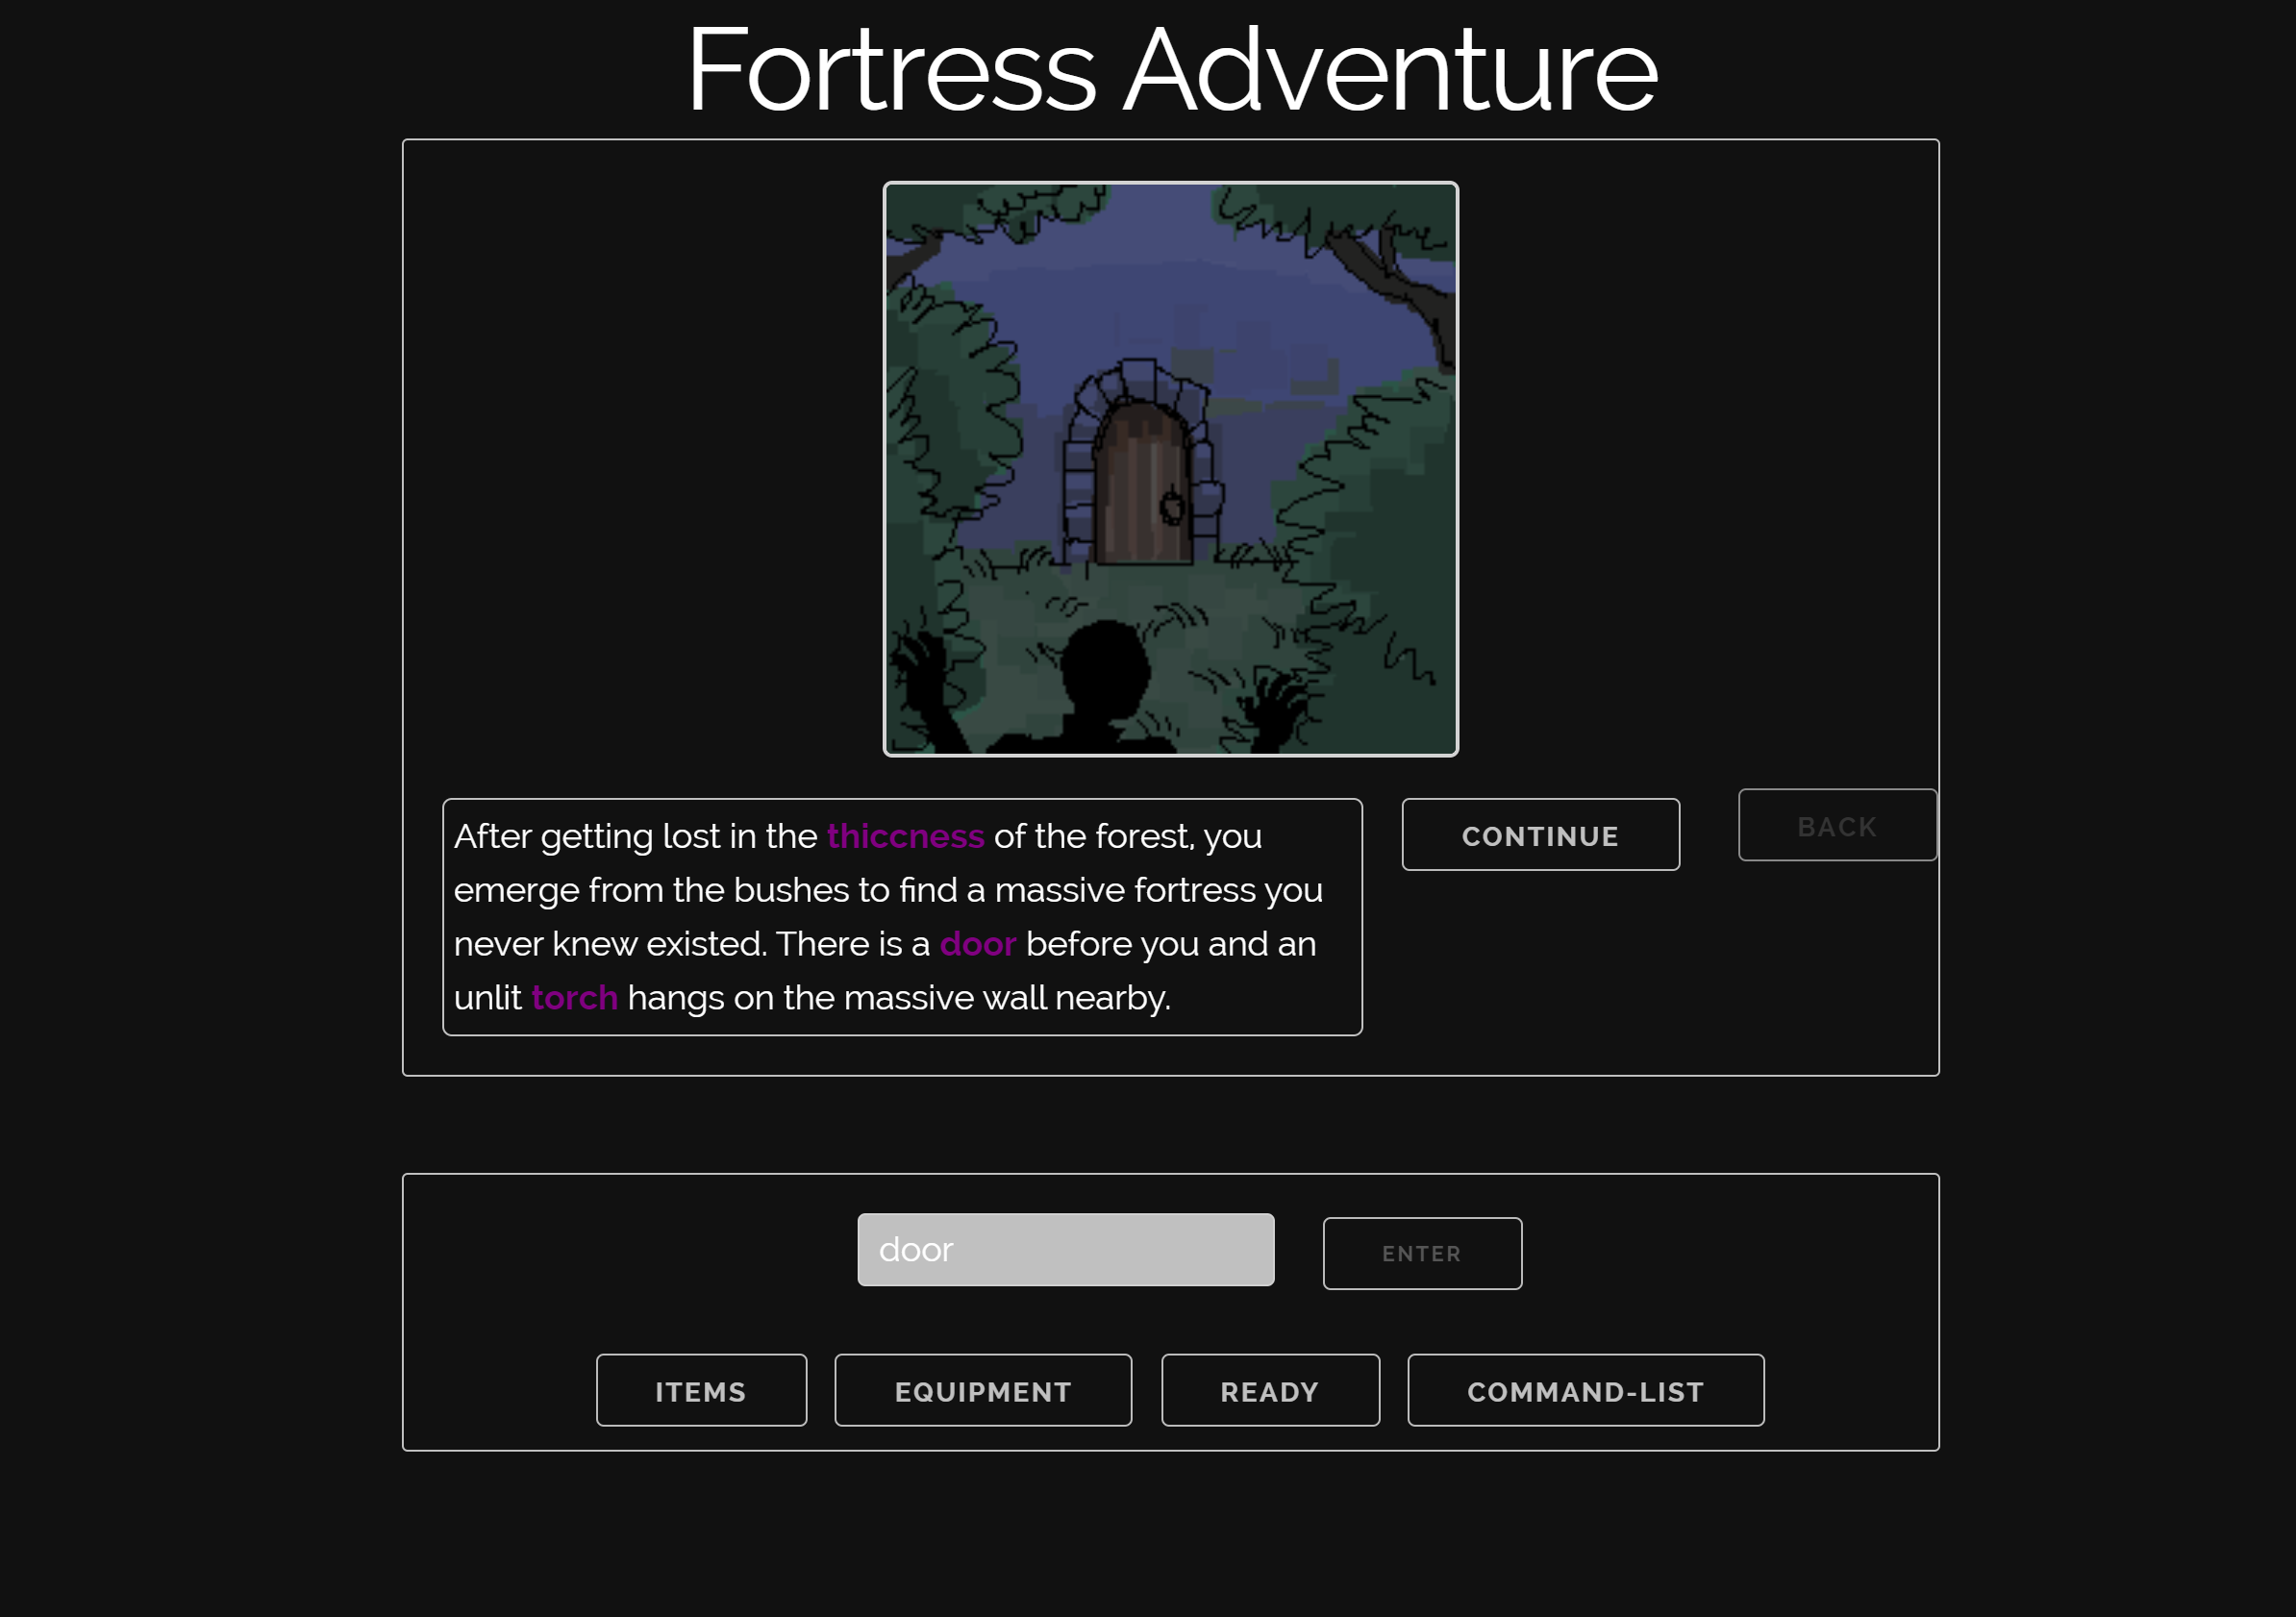 Fortress Adventure
After getting lost in the thiccness of the forest, you
emerge from the bushes to find a massive fortress you
never knew existed. There is a door before you and an
unlit torch hangs on the massive wall nearby.
CONTINUE
BACK
door
ENTER
ITEMS
EQUIPMENT
READY
COMMAND-LIST